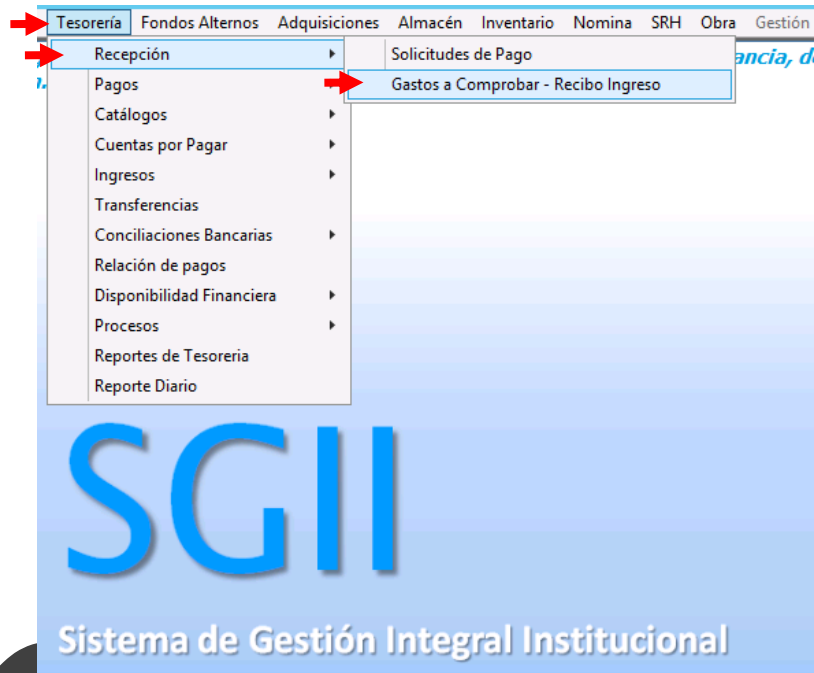 Tesorería Fondos Alternos Adquisiciones Almacén Inventario Nomina SRH Obra Gestión
Recepción
Solicitudes de Pago
Pagos
Gastos a Comprobar - Recibo Ingreso
Catálogos
Cuentas por Pagar
Ingresos
Transferencias
Conciliaciones Bancarias
Relación de pagos
Disponibilidad Financiera
Procesos
Reportes de Tesoreria
Reporte Diario
SGII
Sistema de Gestión Integral Institucional